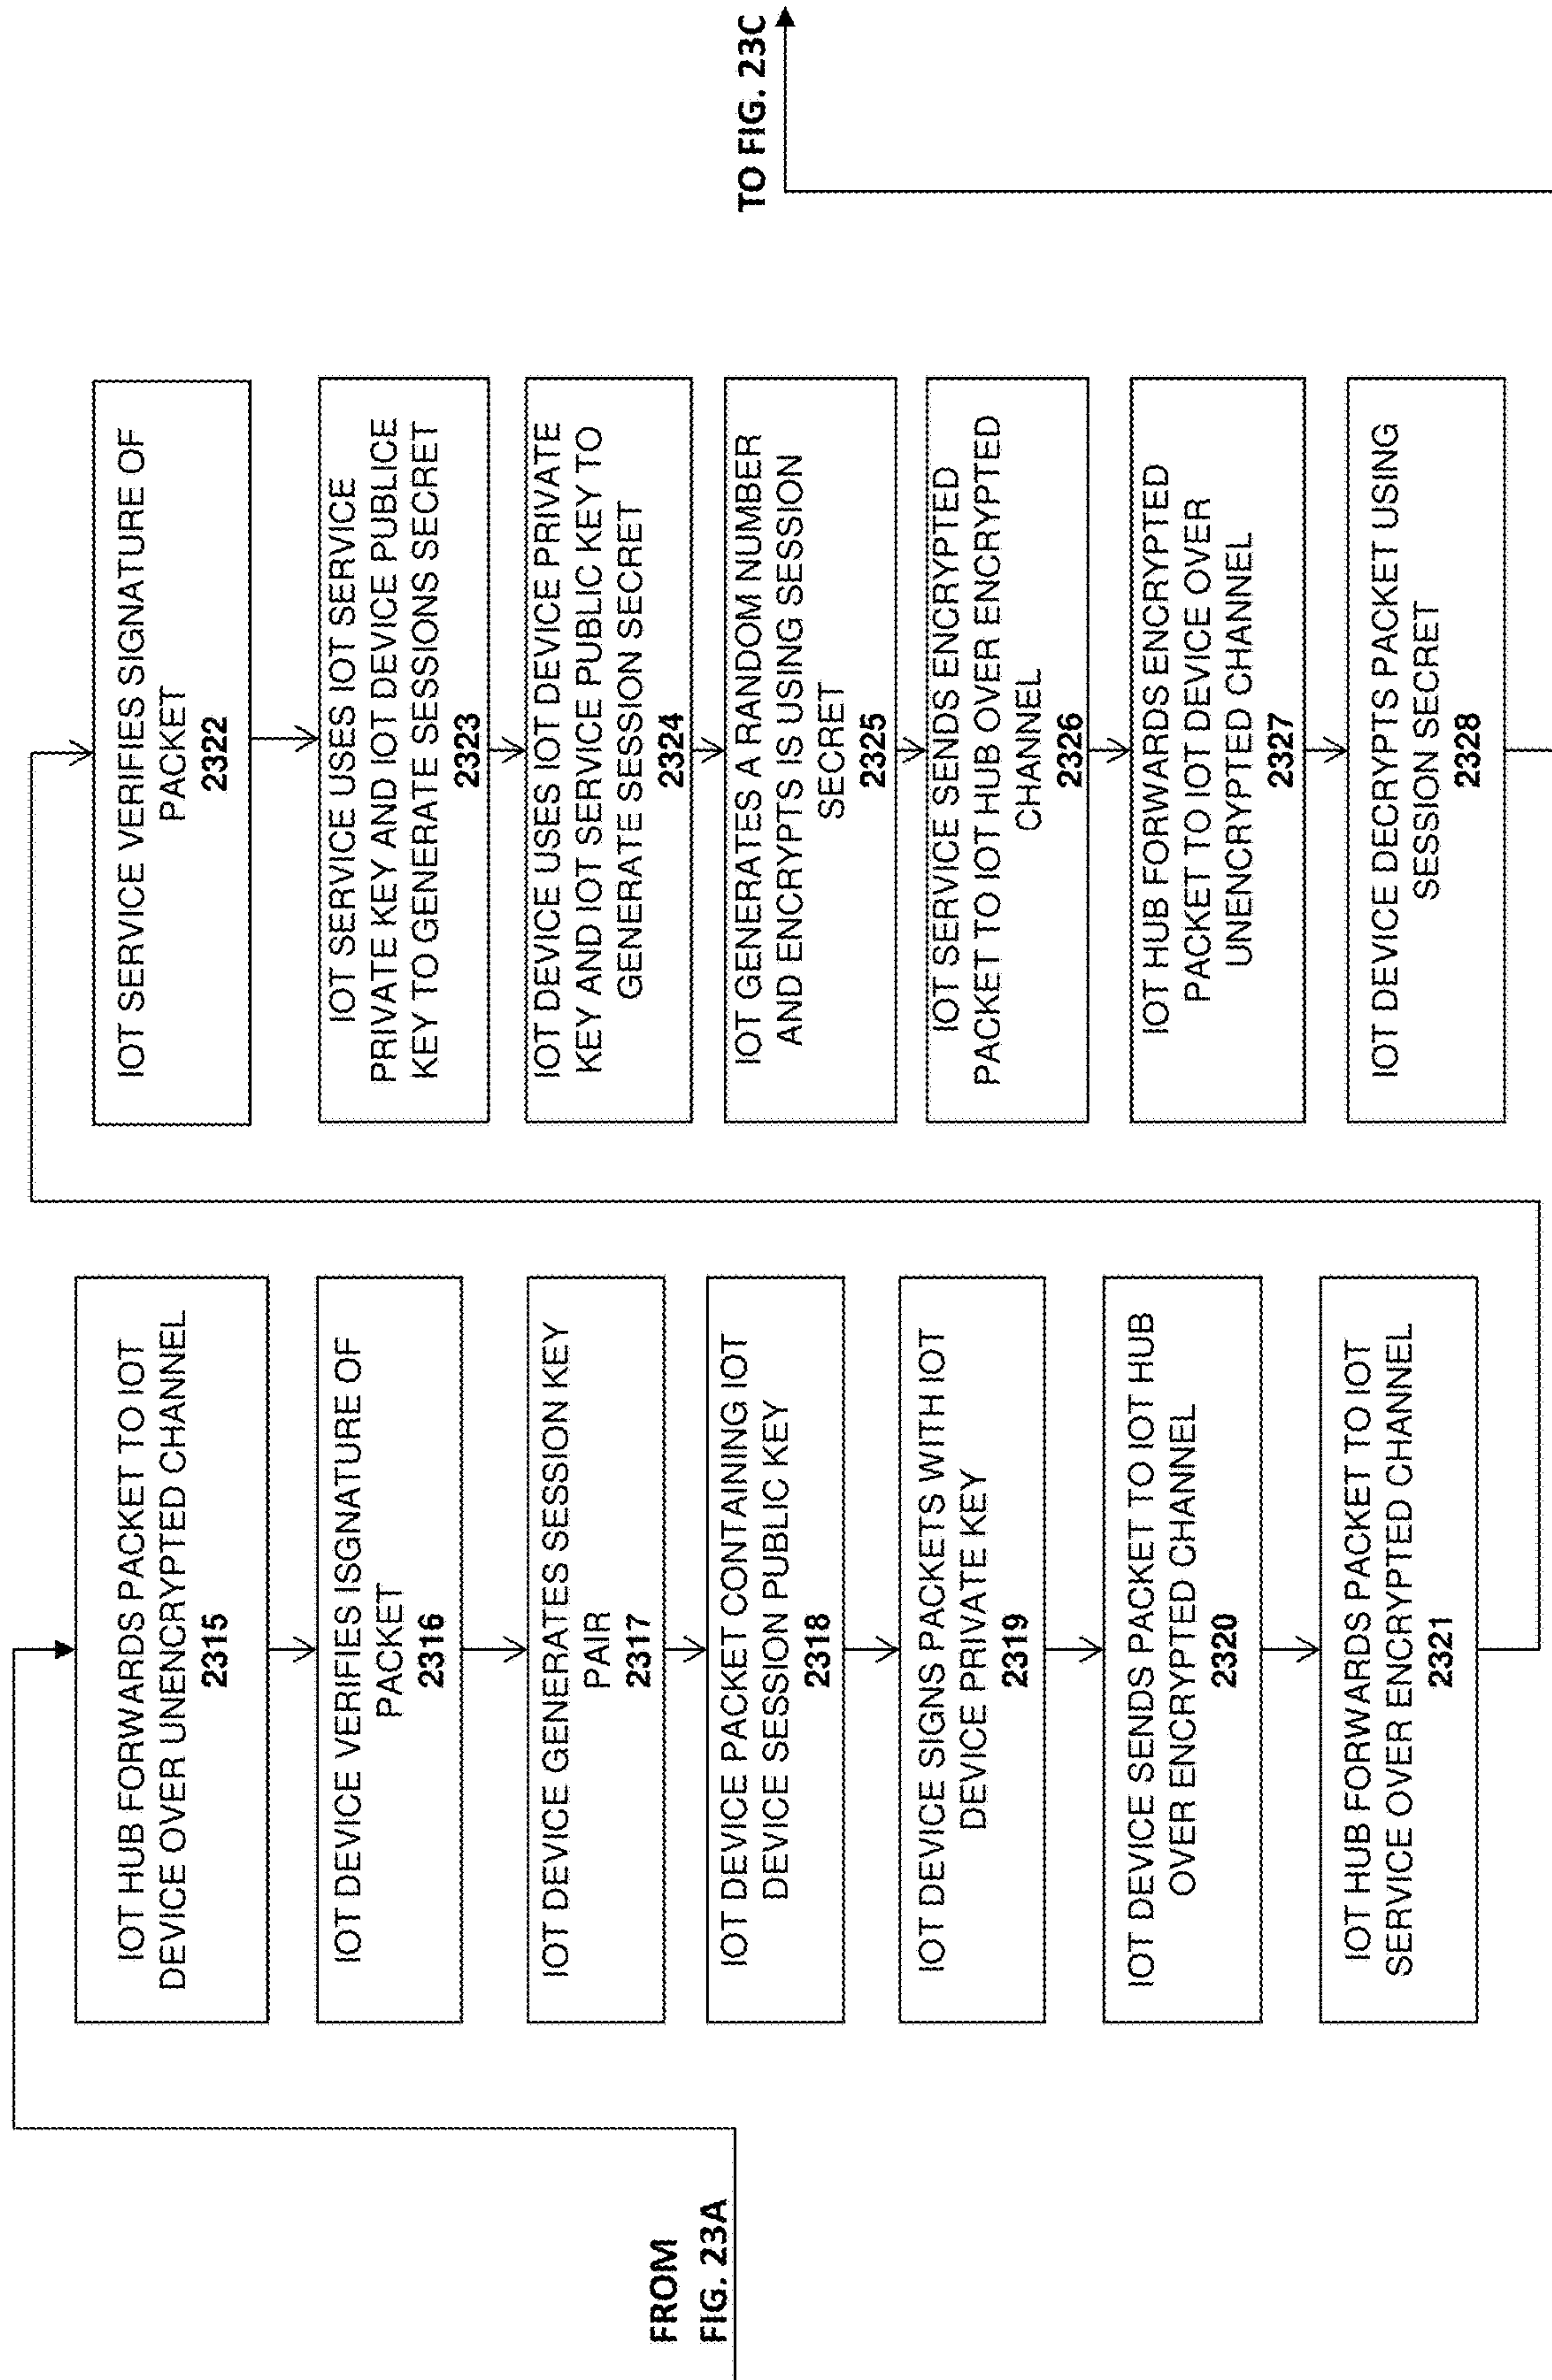 FROM
FIG. 23A
IOT HUB FORWARDS PACKET TO IOT
DEVICE OVER UNENCRYPTED CHANNEL
2315
IOT DEVICE VERIFIES ISGNATURE OF
PACKET
2316
IOT DEVICE GENERATES SESSION KEY
PAIR
2317
IOT DEVICE PACKET CONTAINING IOT
DEVICE SESSION PUBLIC KEY
2318
IOT DEVICE SIGNS PACKETS WITH IOT
DEVICE PRIVATE KEY
2319
IOT DEVICE SENDS PACKET TO IOT HUB
OVER ENCRYPTED CHANNEL
2320
IOT HUB FORWARDS PACKET TO IOT
SERVICE OVER ENCRYPTED CHANNEL
2321
IOT SERVICE VERIFIES SIGNATURE OF
PACKET
2322
IOT SERVICE USES IOT SERVICE
PRIVATE KEY AND IOT DEVICE PUBLICE
KEY TO GENERATE SESSIONS SECRET
2323
IOT DEVICE USES IOT DEVICE PRIVATE
KEY AND IOT SERVICE PUBLIC KEY TO
GENERATE SESSION SECRET
2324
IOT GENERATES A RANDOM NUMBER
AND ENCRYPTS IS USING SESSION
SECRET
2325
IOT SERVICE SENDS ENCRYPTED
PACKET TO IOT HUB OVER ENCRYPTED
CHANNEL
2326
IOT HUB FORWARDS ENCRYPTED
PACKET TO IOT DEVICE OVER
UNENCRYPTED CHANNEL
2327
IOT DEVICE DECRYPTS PACKET USING
SESSION SECRET
2328
TO FIG. 23C